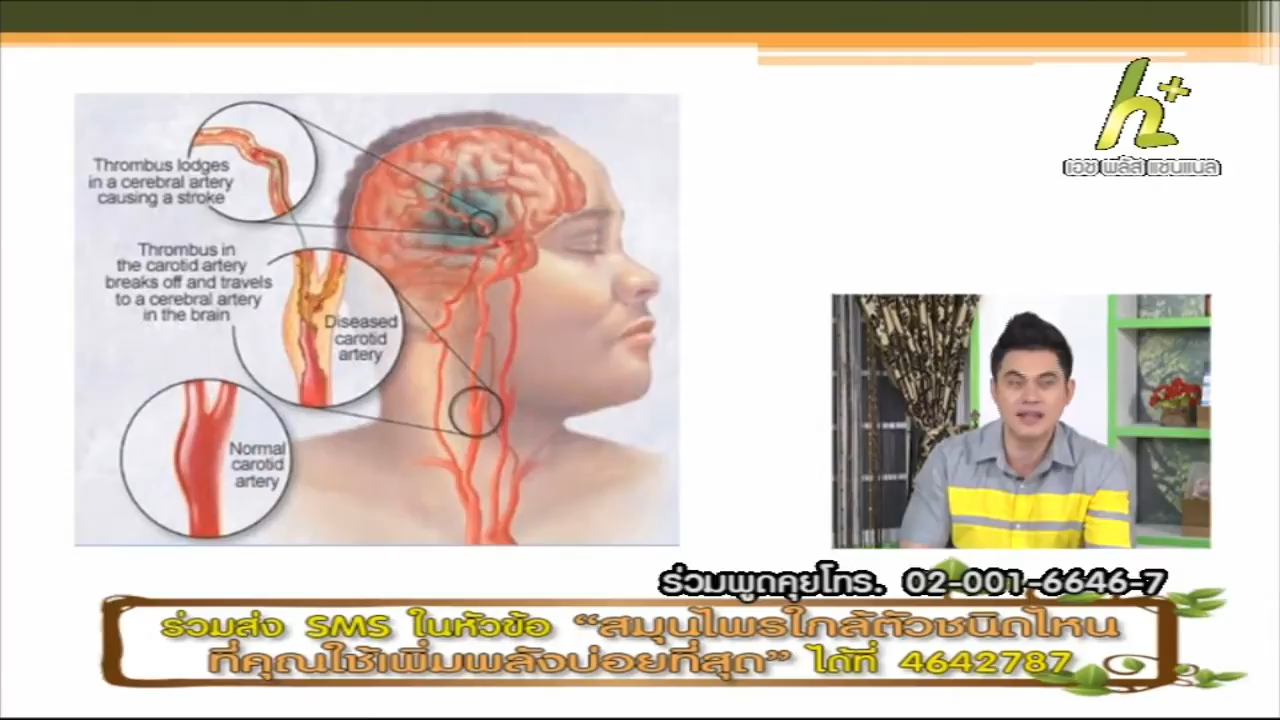 เอช พลัส แชนแนล
Thrombus lodges
in a cerebral artery
causing a stroke
Thrombus in
the carotid artery
breaks off and travels
to a cerebral artery
in the brain
Diseased
carotid
artery
Normal
carotid
artery
ร่วมพูดคุยโทร. 02-001-6646-7
ร่วมส่ง SMS ในหัวข้อ “สมุนไพรใกล้ตัวชนิดไหน
ที่คุณใช้เพิ่มพลังบ่อยที่สุด” ได้ที่ 4642787